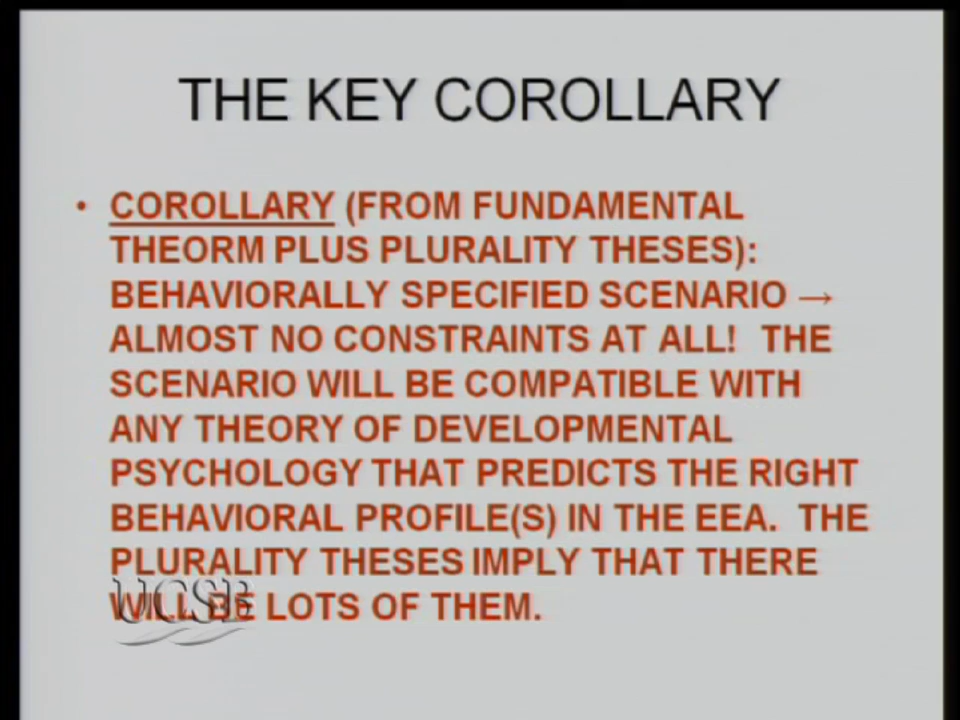 THE KEY COROLLARY
• COROLLARY (FROM FUNDAMENTAL
THEORM PLUS PLURALITY THESES):
BEHAVIORALLY SPECIFIED SCENARIO →
ALMOST NO CONSTRAINTS AT ALL! THE
SCENARIO WILL BE COMPATIBLE WITH
ANY THEORY OF DEVELOPMENTAL
PSYCHOLOGY THAT PREDICTS THE RIGHT
BEHAVIORAL PROFILE(S) IN THE EEA. THE
PLURALITY THESES IMPLY THAT THERE
WILL BE LOTS OF THEM.
UCSB